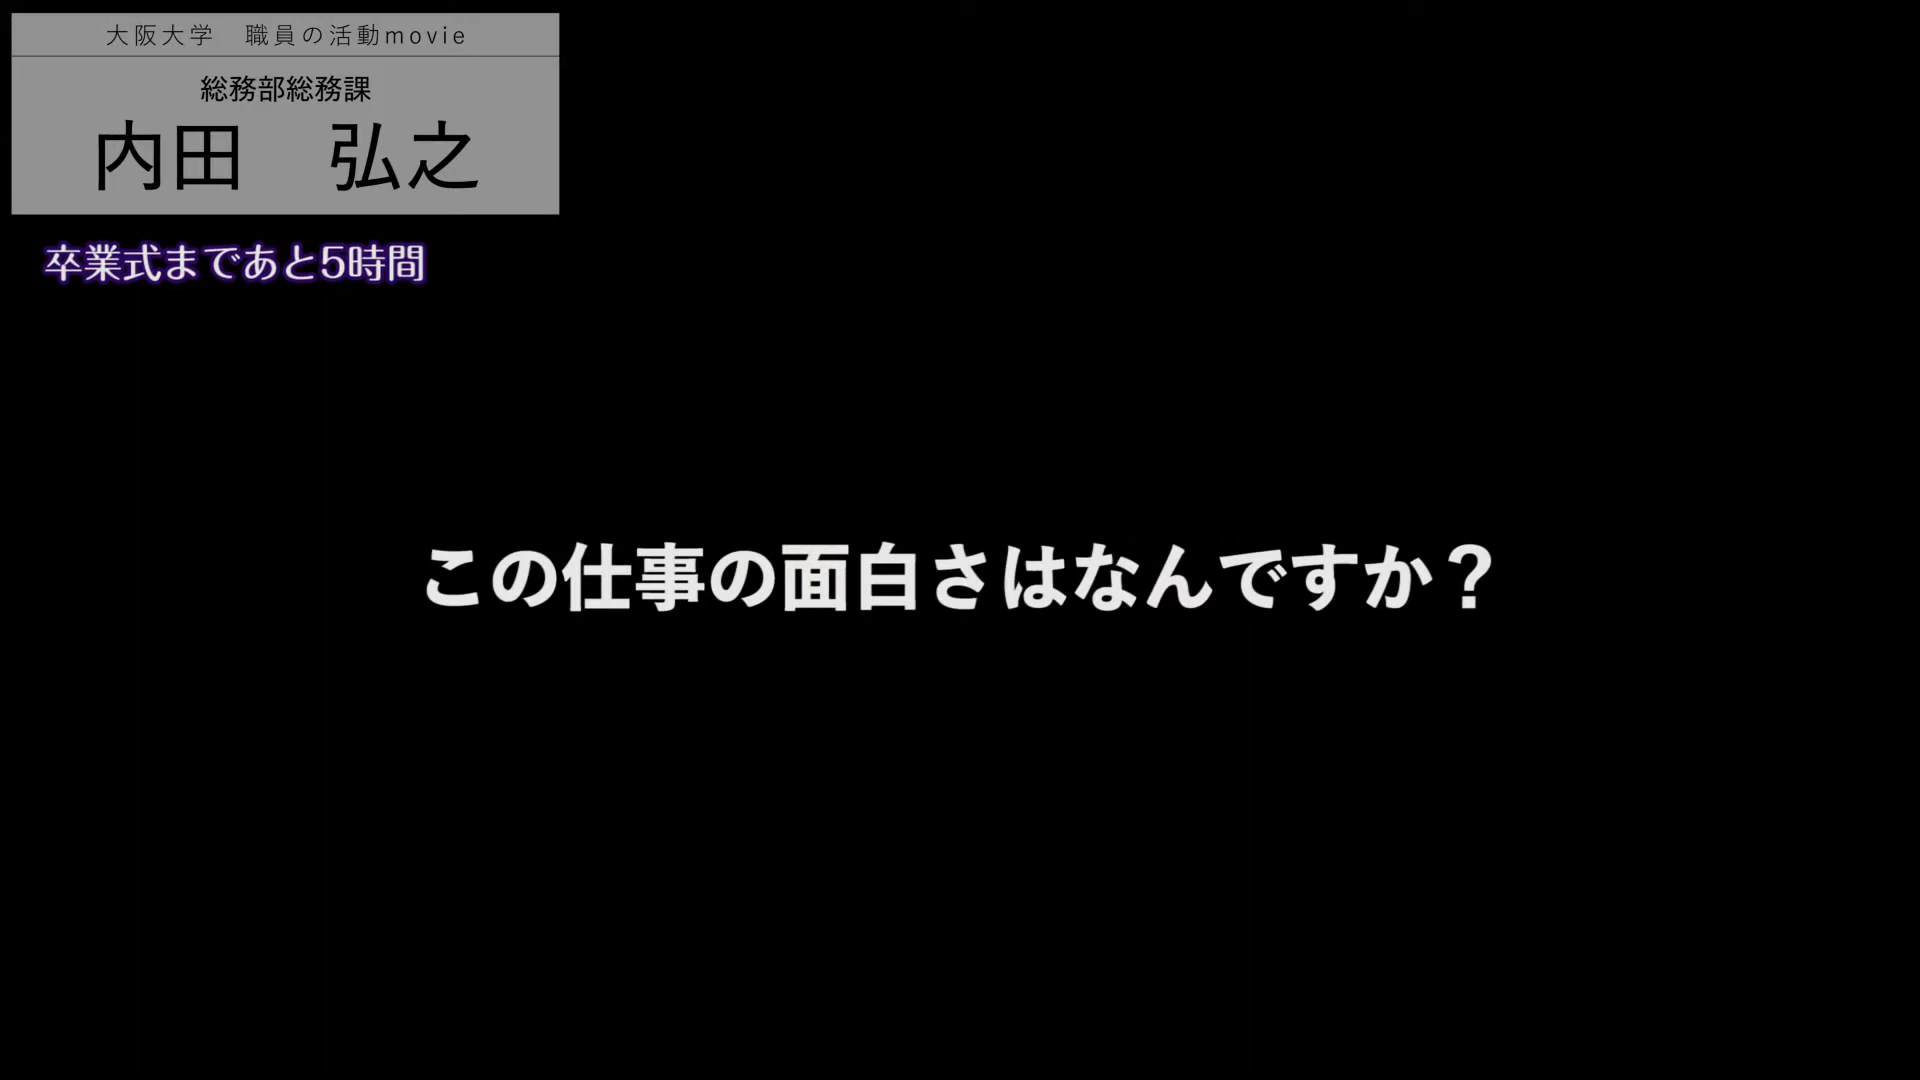 大阪大学　職員の活動movie
総務部総務課
内田　弘之
卒業式まであと5時間
この仕事の面白さはなんですか？